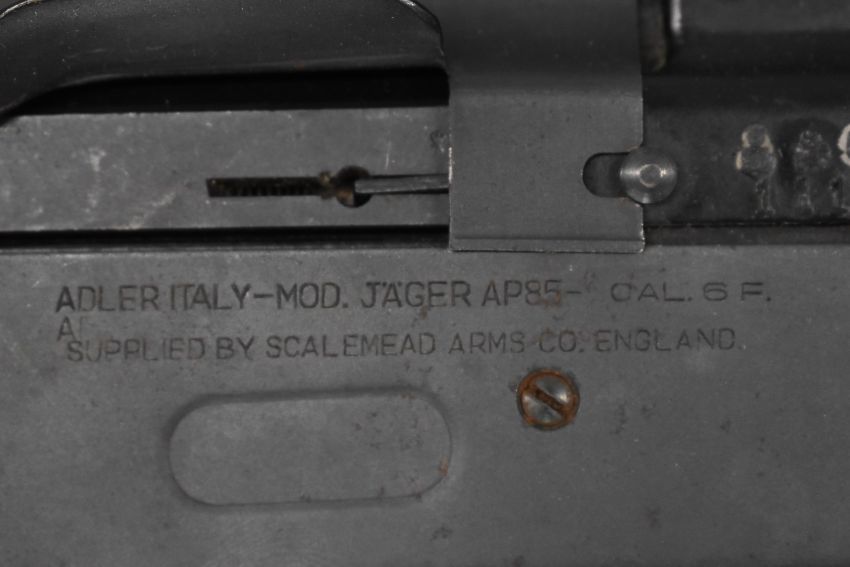 ADLER ITALY-MOD. JÄGER AP85- CAL. 6 F.
SUPPLIED BY SCALEMEAD ARMS CO. ENGLAND.